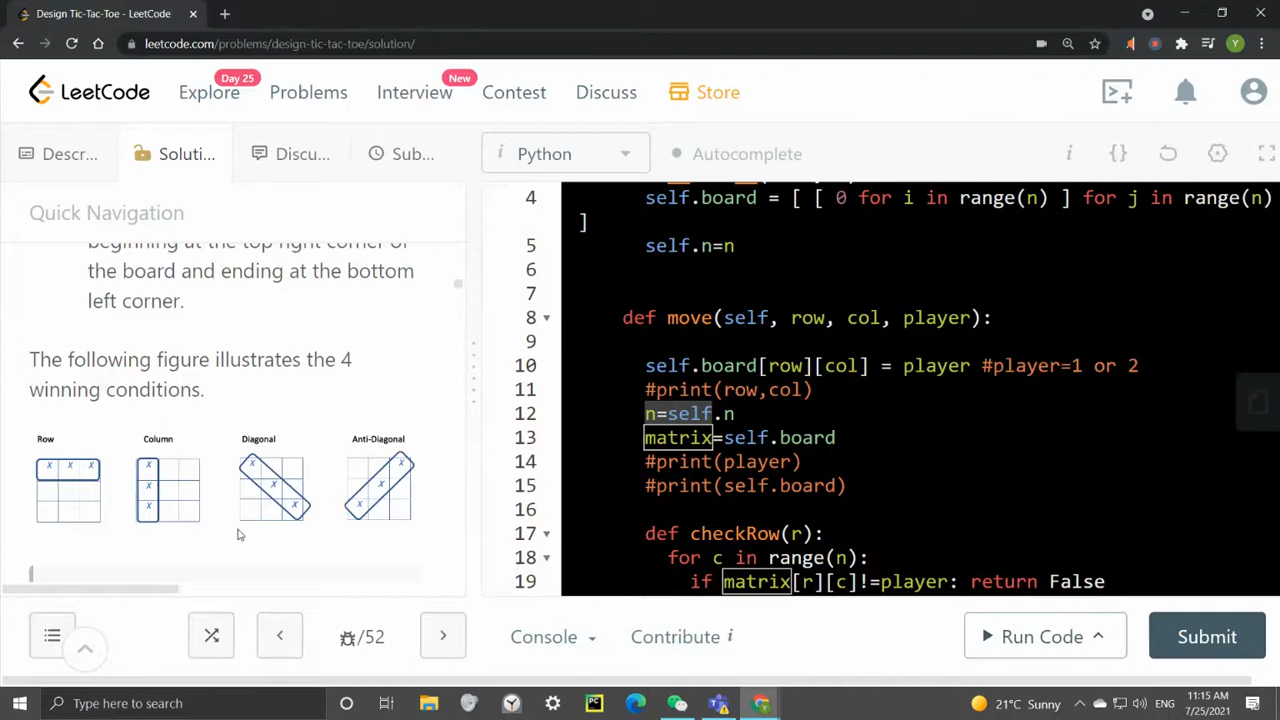 Design Tic-Tac-Toe - LeetCode
leetcode.com/problems/design-tic-tac-toe/solution/
Y
LeetCode
Explore
Day 25
Problems
Interview
New
Contest
Discuss
Store
Descr...
Soluti...
Discu...
Sub...
i Python
Autocomplete
i
{}
Quick Navigation
beginning at the top right corner of
the board and ending at the bottom
left corner.
The following figure illustrates the 4
winning conditions.
Row Column Diagonal Anti-Diagonal
X X X X X X
X X X
X X X
4 self.board = [ [ 0 for i in range(n) ] for j in range(n)
]
5 self.n=n
6
7
8 def move(self, row, col, player):
9
10 self.board[row][col] = player #player=1 or 2
11 #print(row,col)
12 n=self.n
13 matrix=self.board
14 #print(player)
15 #print(self.board)
16
17 def checkRow(r):
18 for c in range(n):
19 if matrix[r][c]!=player: return False
/52
Console
Contribute i
Run Code
Submit
Type here to search
21°C Sunny
ENG
11:15 AM
7/25/2021